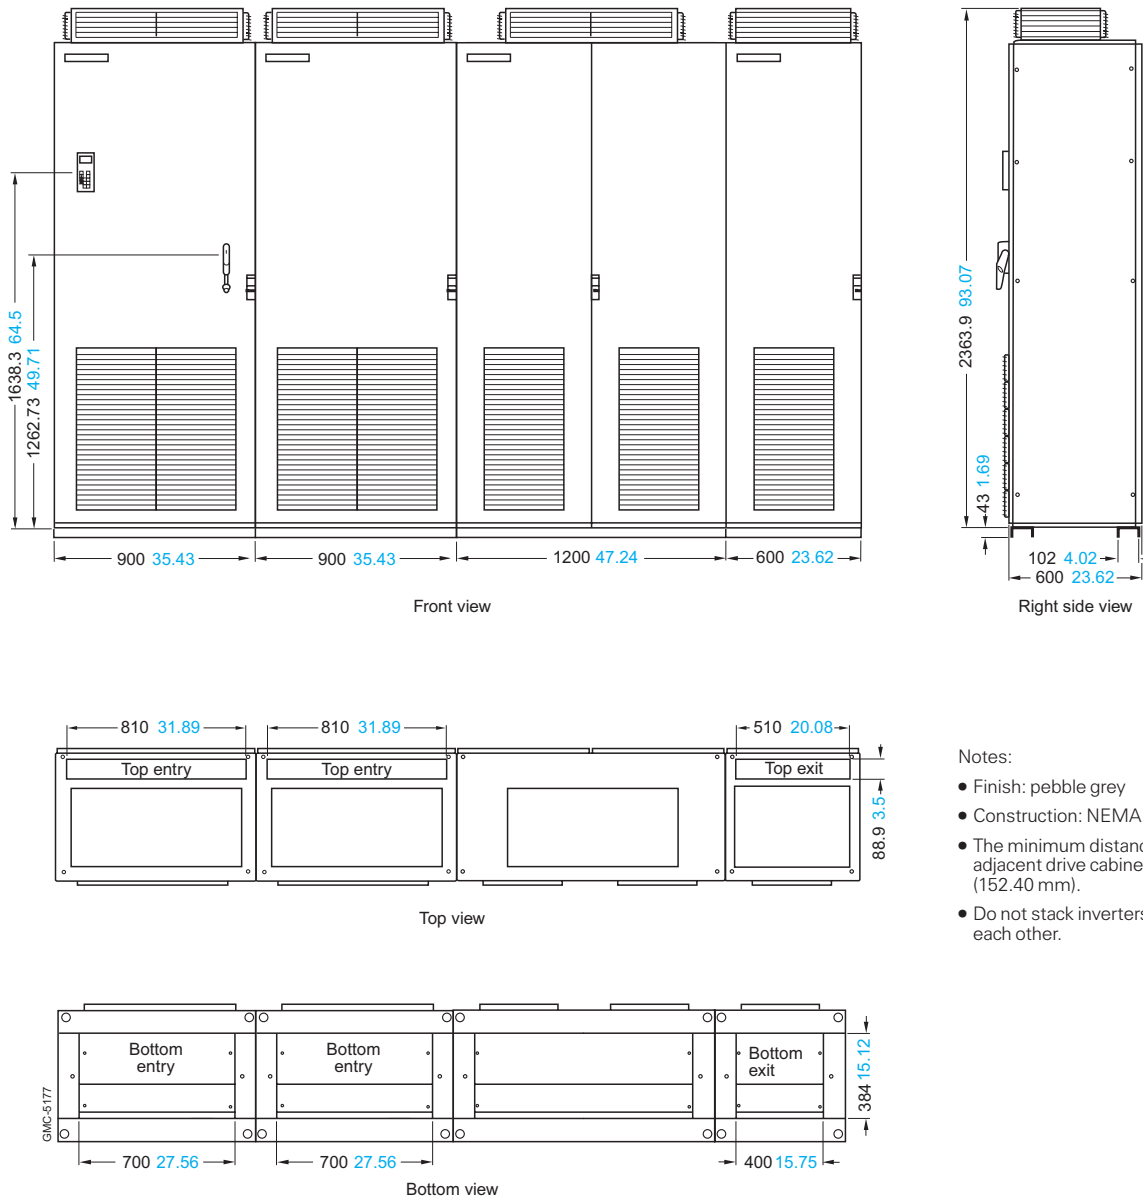 1638.3 64.5
1262.73 49.71
900 35.43
900 35.43
1200 47.24
600 23.62
Front view
2363.9 93.07
43 1.69
102 4.02
600 23.62
Right side view
810 31.89
810 31.89
510 20.08
Top entry
Top entry
Top exit
88.9 3.5
Top view
Notes:
• Finish: pebble grey
• Construction: NEMA
• The minimum distanc
adjacent drive cabine
(152.40 mm).
• Do not stack inverters
each other.
Bottom
entry
Bottom
entry
Bottom
exit
384 15.12
GMC-5177
700 27.56
700 27.56
400 15.75
Bottom view